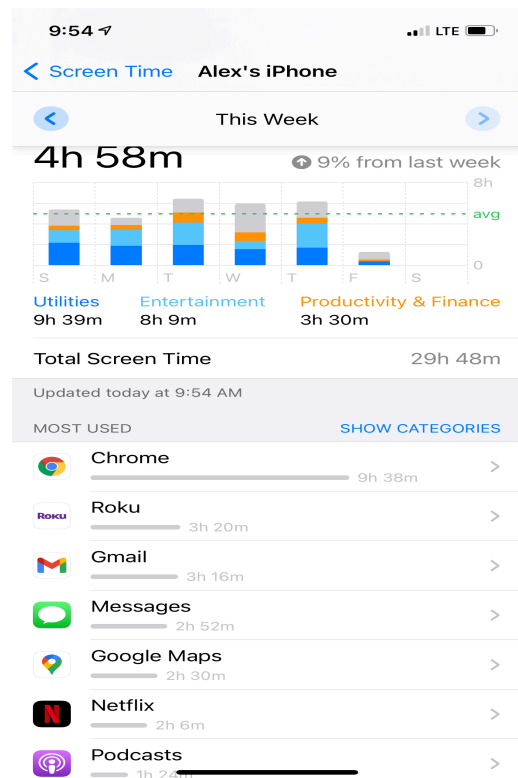 9:54
LTE
Screen Time Alex's iPhone
This Week
4h 58m
9% from last week
8h
avg
0
S M T W T F S
Utilities Entertainment Productivity & Finance
9h 39m 8h 9m 3h 30m
Total Screen Time 29h 48m
Updated today at 9:54 AM
MOST USED SHOW CATEGORIES
Chrome
9h 38m
Roku
Roku
3h 20m
Gmail
3h 16m
Messages
2h 52m
Google Maps
2h 30m
N
Netflix
2h 6m
Podcasts
1h 24m